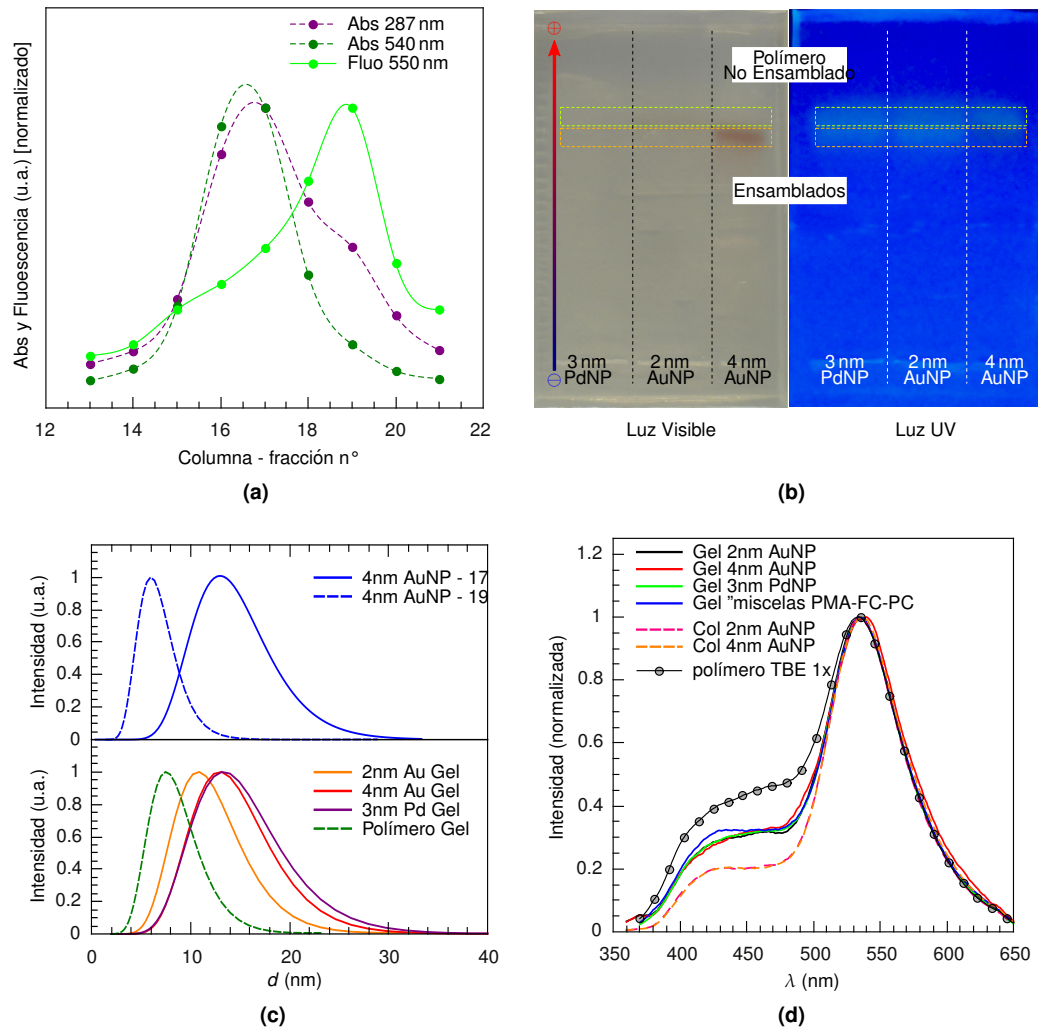 Abs 287 nm
Abs 540 nm
Fluo 550 nm
Abs y Fluoescencia (u.a.) [normalizado]
12 14 16 18 20 22
Columna - fracción n°
(a)
⊕
Polímero
No Ensamblado
Ensamblados
⊖
3 nm
PdNP
2 nm
AuNP
4 nm
AuNP
3 nm
PdNP
2 nm
AuNP
4 nm
AuNP
Luz Visible
Luz UV
(b)
4nm AuNP - 17
4nm AuNP - 19
Intensidad (u.a.)
1
0.8
0.6
0.4
0.2
0
2nm Au Gel
4nm Au Gel
3nm Pd Gel
Polímero Gel
Intensidad (u.a.)
1
0.8
0.6
0.4
0.2
0
0 10 20 30 40
d (nm)
(c)
Gel 2nm AuNP
Gel 4nm AuNP
Gel 3nm PdNP
Gel "miscelas PMA-FC-PC
Col 2nm AuNP
Col 4nm AuNP
polímero TBE 1x
Intensidad (normalizada)
1.2
1
0.8
0.6
0.4
0.2
0
350 400 450 500 550 600 650
λ (nm)
(d)